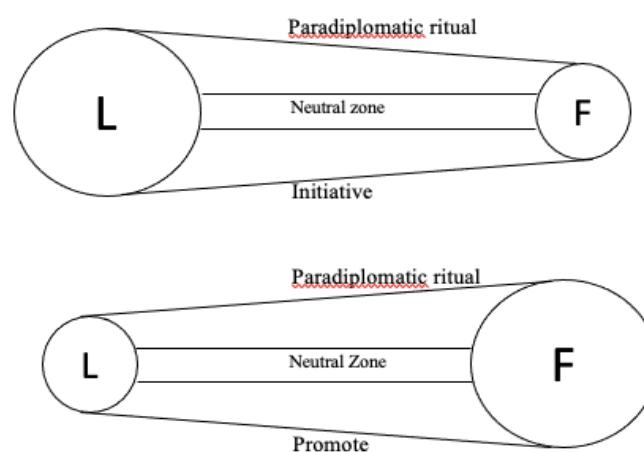 Paradiplomatic ritual
L
Neutral zone
F
Initiative
Paradiplomatic ritual
L
Neutral Zone
F
Promote